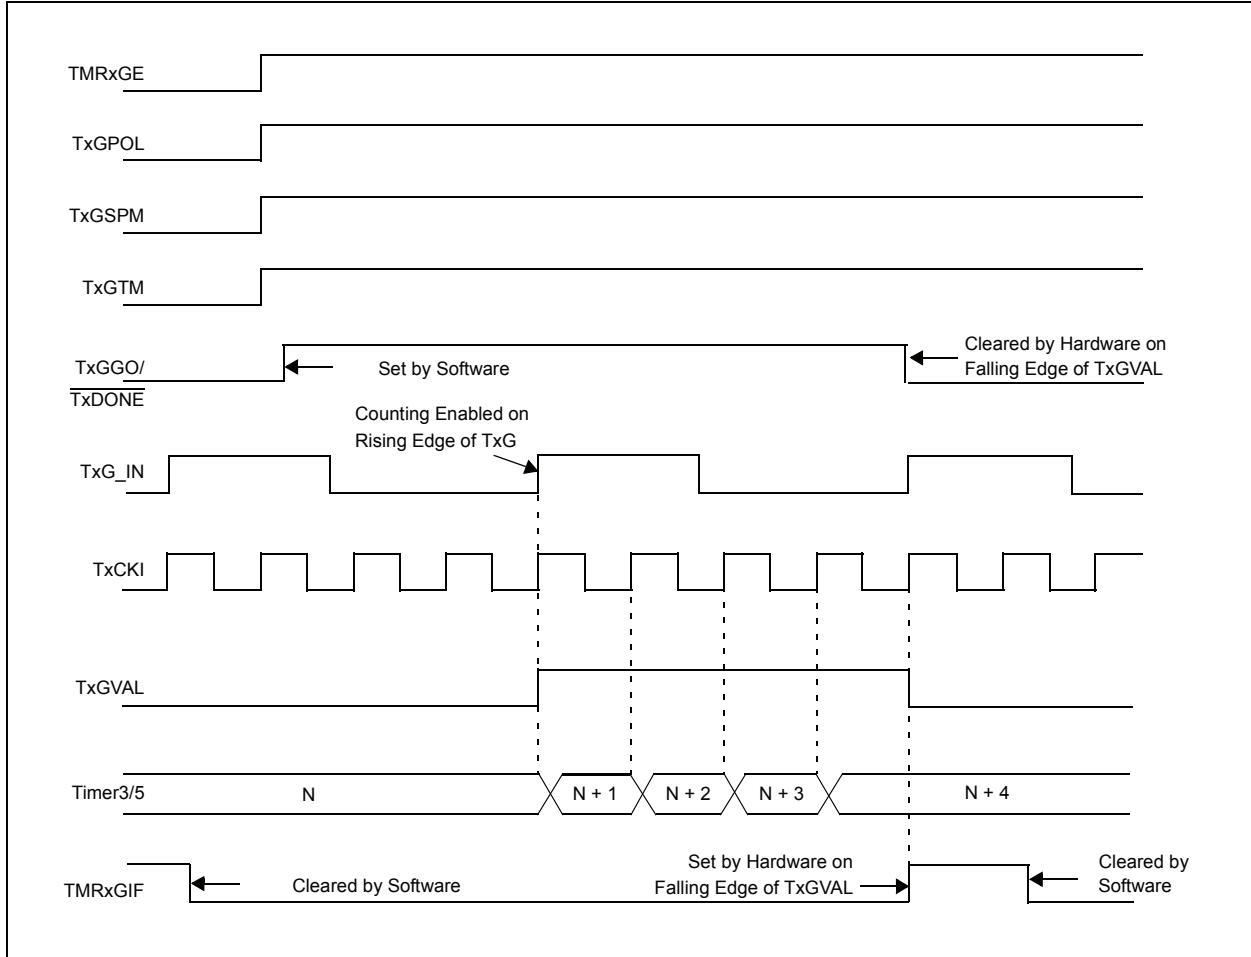 TMRxGE
TxGPOL
TxGSPM
TxGTM
TxGGO/
TxDONE
Set by Software
Cleared by Hardware on
Falling Edge of TxGVAL
Counting Enabled on
Rising Edge of TxG
TxG_IN
TxCKI
TxGVAL
Timer3/5
N
N + 1
N + 2
N + 3
N + 4
TMRxGIF
Cleared by Software
Set by Hardware on
Falling Edge of TxGVAL
Cleared by
Software